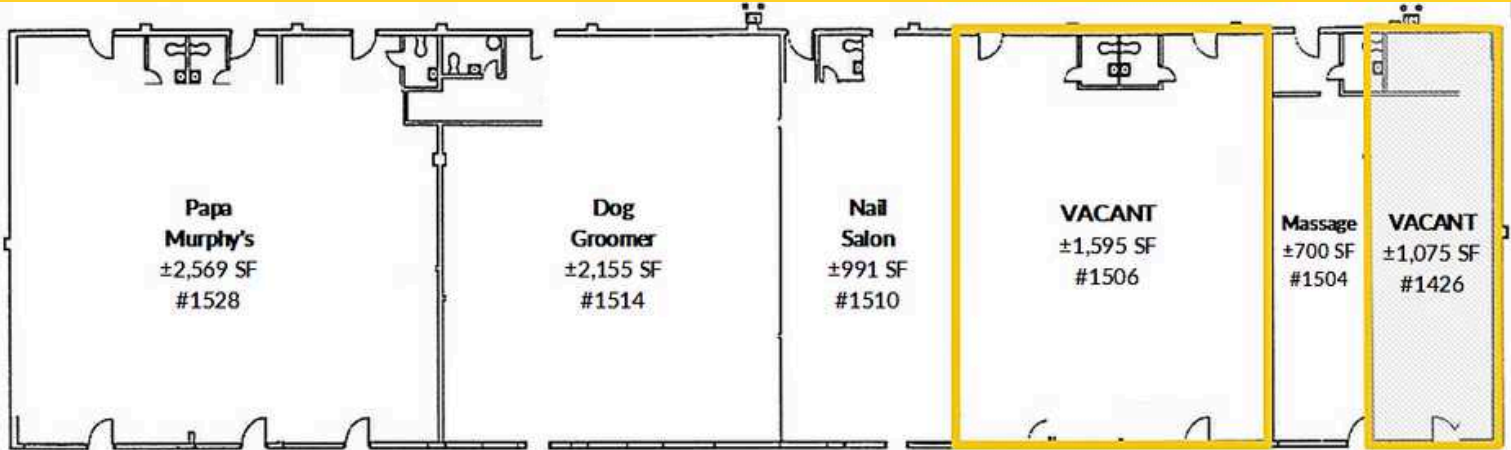 Papa
Murphy's
±2,569 SF
#1528
Dog
Groomer
±2,155 SF
#1514
Nail
Salon
±991 SF
#1510
VACANT
±1,595 SF
#1506
Massage
±700 SF
#1504
VACANT
±1,075 SF
#1426